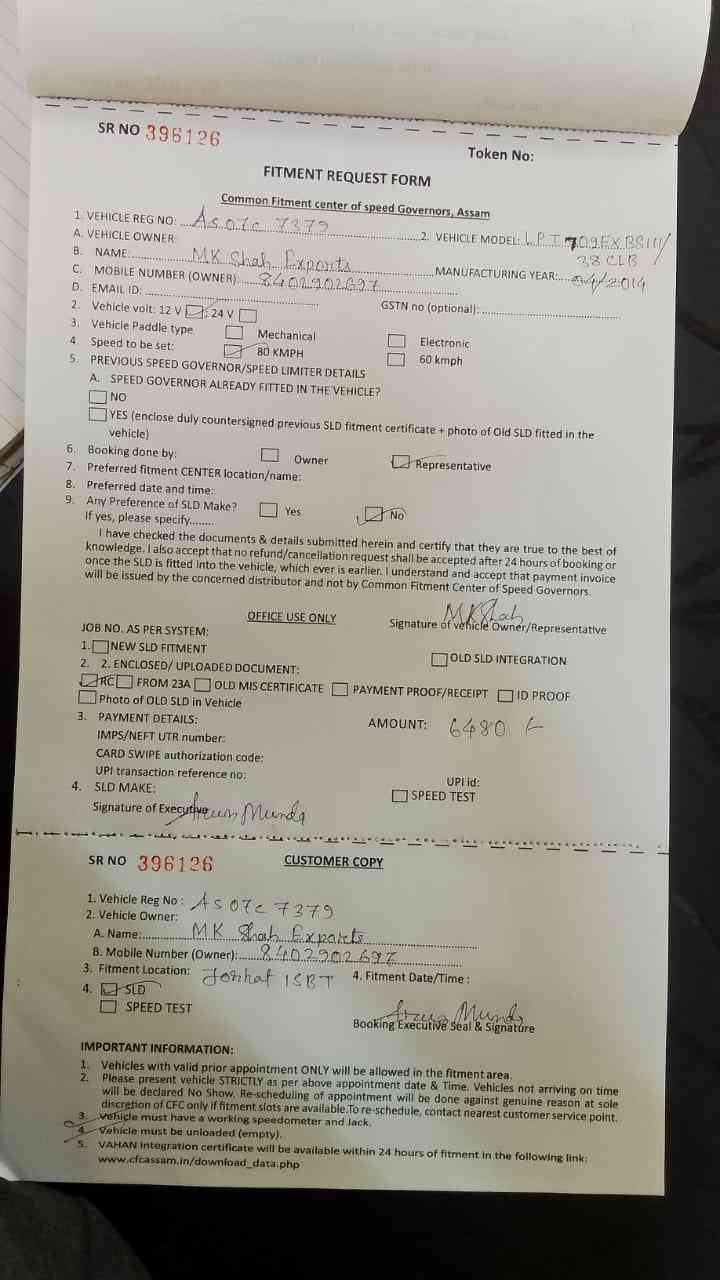 SR NO 396126
Token No:
FITMENT REQUEST FORM
Common Fitment center of speed Governors, Assam
1. VEHICLE REG NO: As 07c 7379 2. VEHICLE MODEL: LPT 709EXBSIII/
38 CLB
A. VEHICLE OWNER:
B. NAME: MK Shah Exports MANUFACTURING YEAR: 04/2014
C. MOBILE NUMBER (OWNER): 8402902697
D. EMAIL ID: GSTN no (optional):
2. Vehicle volt: 12 V 24 V
3. Vehicle Paddle type Mechanical Electronic
4. Speed to be set: 80 KMPH 60 kmph
5. PREVIOUS SPEED GOVERNOR/SPEED LIMITER DETAILS
A. SPEED GOVERNOR ALREADY FITTED IN THE VEHICLE?
NO
YES (enclose duly countersigned previous SLD fitment certificate + photo of Old SLD fitted in the
vehicle)
6. Booking done by: Owner Representative
7. Preferred fitment CENTER location/name:
8. Preferred date and time:
9. Any Preference of SLD Make? Yes No
If yes, please specify........
I have checked the documents & details submitted herein and certify that they are true to the best of
knowledge. I also accept that no refund/cancellation request shall be accepted after 24 hours of booking or
once the SLD is fitted into the vehicle, which ever is earlier. I understand and accept that payment invoice
will be issued by the concerned distributor and not by Common Fitment Center of Speed Governors.
MKShah
OFFICE USE ONLY Signature of vehicle Owner/Representative
JOB NO. AS PER SYSTEM:
1. NEW SLD FITMENT OLD SLD INTEGRATION
2. 2. ENCLOSED/ UPLOADED DOCUMENT:
RC FROM 23A OLD MIS CERTIFICATE PAYMENT PROOF/RECEIPT ID PROOF
Photo of OLD SLD in Vehicle
3. PAYMENT DETAILS: AMOUNT: 6480
IMPS/NEFT UTR number:
CARD SWIPE authorization code:
UPI transaction reference no: UPI id:
4. SLD MAKE: SPEED TEST
Signature of Executive Arun Munda
SR NO 396126 CUSTOMER COPY
1. Vehicle Reg No : As 07c 7379
2. Vehicle Owner:
A. Name: MK Shah Exports
B. Mobile Number (Owner): 8402902697
3. Fitment Location: Jorhat ISBT 4. Fitment Date/Time :
4. SLD
SPEED TEST
Arun Munda
Booking Executive Seal & Signature
IMPORTANT INFORMATION:
1. Vehicles with valid prior appointment ONLY will be allowed in the fitment area.
2. Please present vehicle STRICTLY as per above appointment date & Time. Vehicles not arriving on time
will be declared No Show. Re-scheduling of appointment will be done against genuine reason at sole
discretion of CFC only if fitment slots are available.To re-schedule, contact nearest customer service point.
3. Vehicle must have a working speedometer and Jack.
4. Vehicle must be unloaded (empty).
5. VAHAN Integration certificate will be available within 24 hours of fitment in the following link:
www.cfcassam.in/download_data.php